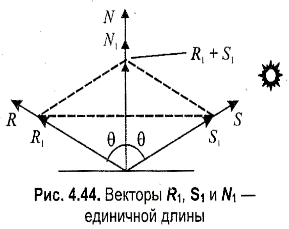 N
N₁
R₁ + S₁
R
R₁
θ
θ
S₁
S
Рис. 4.44. Векторы R₁, S₁ и N₁ —
единичной длины